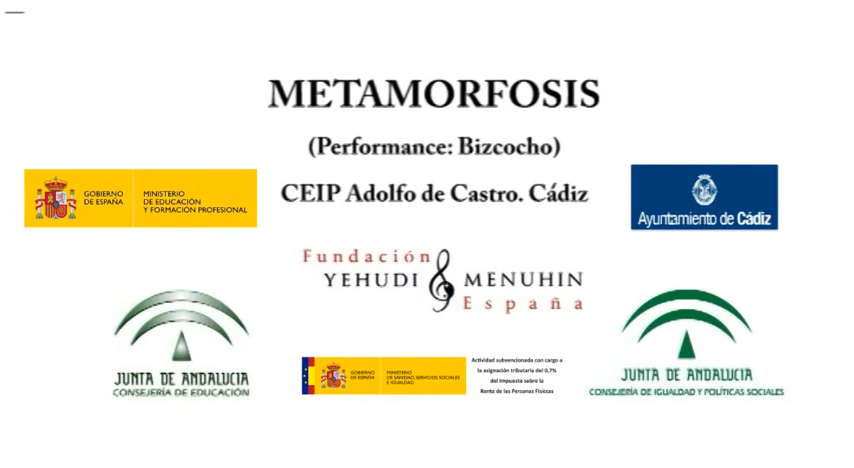 METAMORFOSIS
(Performance: Bizcocho)
CEIP Adolfo de Castro. Cádiz
GOBIERNO
DE ESPAÑA
MINISTERIO
DE EDUCACIÓN
Y FORMACIÓN PROFESIONAL
Ayuntamiento de Cádiz
Fundación
YEHUDI MENUHIN
España
JUNTA DE ANDALUCIA
CONSEJERÍA DE EDUCACIÓN
GOBIERNO
DE ESPAÑA
MINISTERIO
DE SANIDAD, SERVICIOS SOCIALES
E IGUALDAD
Actividad subvencionada con cargo a
la asignación tributaria del 0,7%
del Impuesto sobre la
Renta de las Personas Físiccas
JUNTA DE ANDALUCIA
CONSEJERÍA DE IGUALDAD Y POLÍTICAS SOCIALES